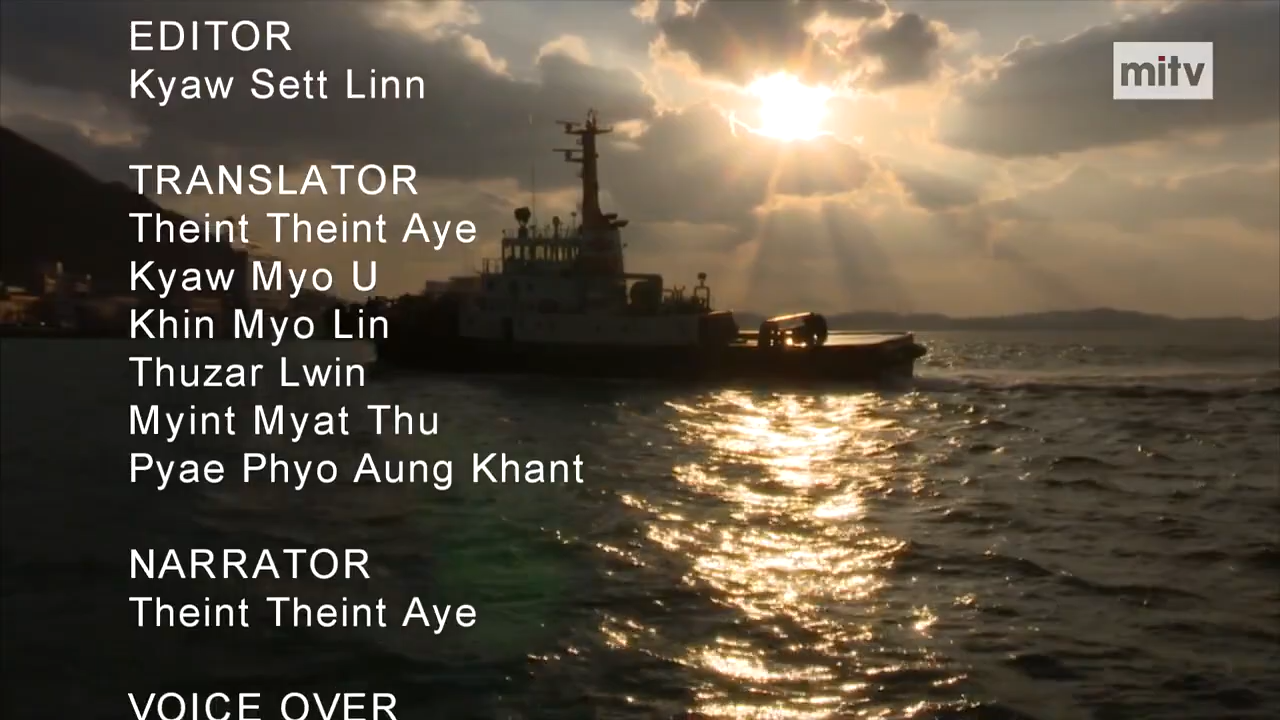 EDITOR
Kyaw Sett Linn
mitv
TRANSLATOR
Theint Theint Aye
Kyaw Myo U
Khin Myo Lin
Thuzar Lwin
Myint Myat Thu
Pyae Phyo Aung Khant
NARRATOR
Theint Theint Aye
VOICE OVER